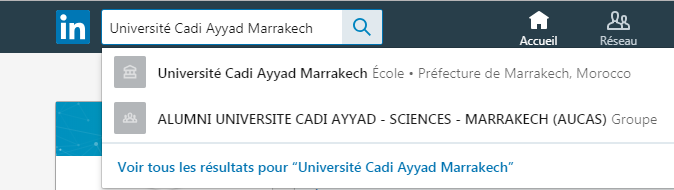 in
Université Cadi Ayyad Marrakech
Accueil
Réseau
Université Cadi Ayyad Marrakech École • Préfecture de Marrakech, Morocco
ALUMNI UNIVERSITE CADI AYYAD - SCIENCES - MARRAKECH (AUCAS) Groupe
Voir tous les résultats pour “Université Cadi Ayyad Marrakech”